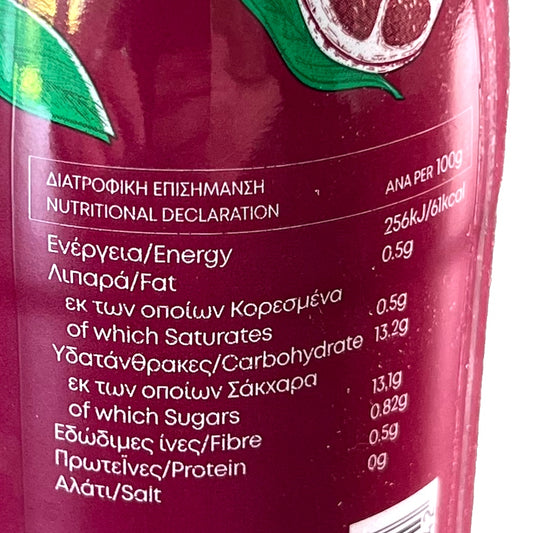 ΔΙΑΤΡΟΦΙΚΗ ΕΠΙΣΗΜΑΝΣΗ
NUTRITIONAL DECLARATION ANA PER 100g
Ενέργεια/Energy 256kJ/61kcal
Λιπαρά/Fat 0.5g
εκ των οποίων Κορεσμένα
of which Saturates 0.5g
Υδατάνθρακες/Carbohydrate 13.2g
εκ των οποίων Σάκχαρα
of which Sugars 13,1g
Εδώδιμες ίνες/Fibre 0.82g
Πρωτεΐνες/Protein 0.5g
Αλάτι/Salt 0g